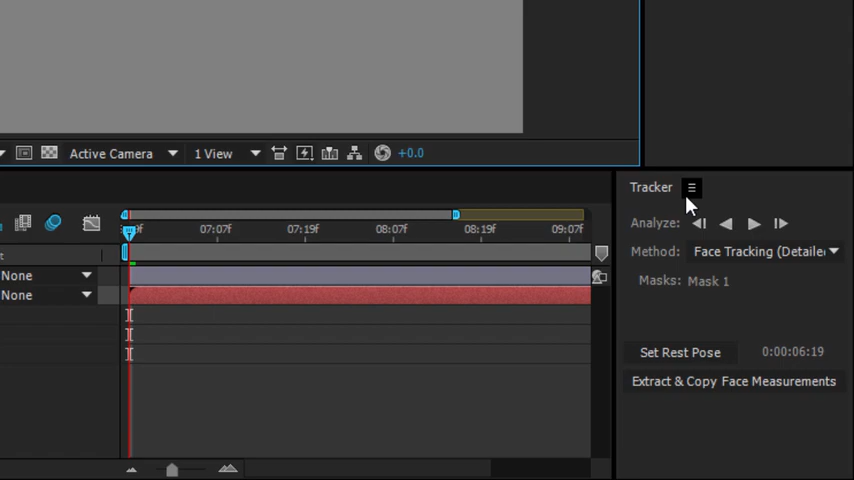 Active Camera
1 View
+0.0
Tracker
Analyze:
07:07f
07:19f
08:07f
08:19f
09:07f
Method: Face Tracking (Detailed
None
Masks: Mask 1
None
Set Rest Pose
0:00:06:19
Extract & Copy Face Measurements